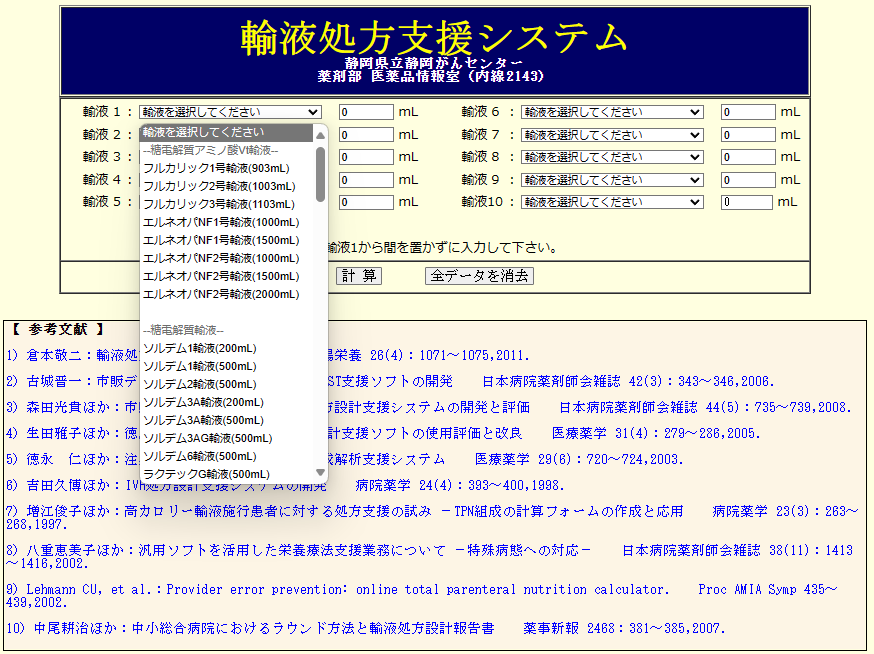 輸液処方支援システム
静岡県立静岡がんセンター
薬剤部 医薬品情報室 (内線2143)
輸液 1 : 輸液を選択してください 0 mL 輸液 6 : 輸液を選択してください 0 mL
輸液 2 : 0 mL 輸液 7 : 輸液を選択してください 0 mL
輸液 3 : 0 mL 輸液 8 : 輸液を選択してください 0 mL
輸液 4 : 0 mL 輸液 9 : 輸液を選択してください 0 mL
輸液 5 : 0 mL 輸液10 : 輸液を選択してください 0 mL
輸液を選択してください
--糖電解質アミノ酸VI輸液--
フルカリック1号輸液(903mL)
フルカリック2号輸液(1003mL)
フルカリック3号輸液(1103mL)
エルネオパNF1号輸液(1000mL)
エルネオパNF1号輸液(1500mL)
エルネオパNF2号輸液(1000mL)
エルネオパNF2号輸液(1500mL)
エルネオパNF2号輸液(2000mL)
--糖電解質輸液--
ソルデム1輸液(200mL)
ソルデム1輸液(500mL)
ソルデム2輸液(500mL)
ソルデム3A輸液(200mL)
ソルデム3A輸液(500mL)
ソルデム3AG輸液(500mL)
ソルデム6輸液(500mL)
ラクテックG輸液(500mL)
輸液1から間を置かずに入力して下さい。
計 算 全データを消去
【 参考文献 】
1) 倉本敬二：輸液処 腸栄養 26(4)：1071～1075,2011.
2) 古城晋一：市販デ ST支援ソフトの開発 日本病院薬剤師会雑誌 42(3)：343～346,2006.
3) 森田光貴ほか：市 方設計支援システムの開発と評価 日本病院薬剤師会雑誌 44(5)：735～739,2008.
4) 生田雅子ほか：徳 計支援ソフトの使用評価と改良 医療薬学 31(4)：279～286,2005.
5) 徳永 仁ほか：注 成解析支援システム 医療薬学 29(6)：720～724,2003.
6) 吉田久博ほか：IVH処方設計支援システムの開発 病院薬学 24(4)：393～400,1998.
7) 増江俊子ほか：高カロリー輸液施行患者に対する処方支援の試み －TPN組成の計算フォームの作成と応用 病院薬学 23(3)：263～
268,1997.
8) 八重恵美子ほか：汎用ソフトを活用した栄養療法支援業務について －特殊病態への対応－ 日本病院薬剤師会雑誌 38(11)：1413
～1416,2002.
9) Lehmann CU, et al.：Provider error prevention: online total parenteral nutrition calculator. Proc AMIA Symp 435～
439,2002.
10) 中尾耕治ほか：中小総合病院におけるラウンド方法と輸液処方設計報告書 薬事新報 2468：381～385,2007.